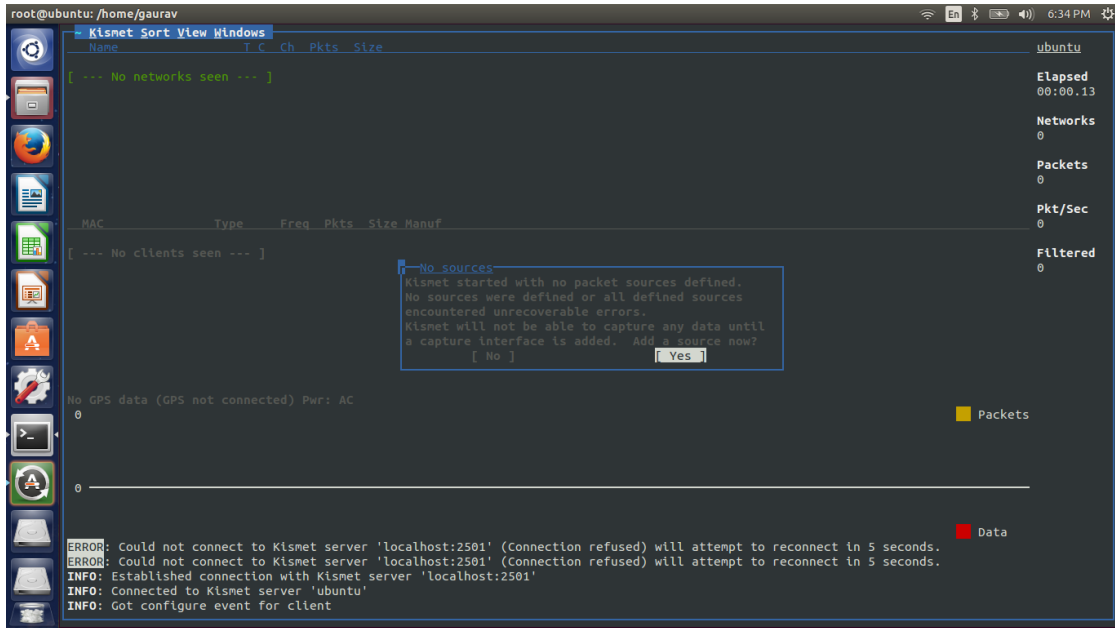 root@ubuntu: /home/gaurav
En
6:34 PM
~ Kismet Sort View Windows
Name T C Ch Pkts Size
[ --- No networks seen --- ]
MAC Type Freq Pkts Size Manuf
[ --- No clients seen --- ]
No sources
Kismet started with no packet sources defined.
No sources were defined or all defined sources
encountered unrecoverable errors.
Kismet will not be able to capture any data until
a capture interface is added. Add a source now?
[ No ] [ Yes ]
No GPS data (GPS not connected) Pwr: AC
0
Packets
0
Data
ERROR: Could not connect to Kismet server 'localhost:2501' (Connection refused) will attempt to reconnect in 5 seconds.
ERROR: Could not connect to Kismet server 'localhost:2501' (Connection refused) will attempt to reconnect in 5 seconds.
INFO: Established connection with Kismet server 'localhost:2501'
INFO: Connected to Kismet server 'ubuntu'
INFO: Got configure event for client
ubuntu
Elapsed
00:00.13
Networks
0
Packets
0
Pkt/Sec
0
Filtered
0